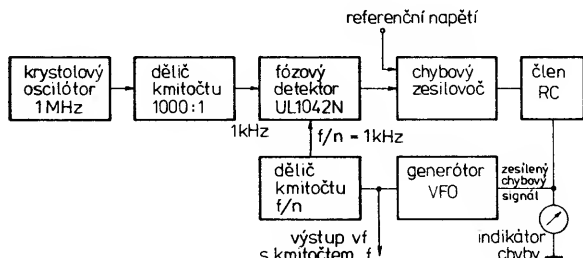 referenční napětí
krystolový
oscilótor
1MHz
dělič
kmitočtu
1000:1
fózový
detektor
UL1042N
chybový
zesilovoč
člen
RC
1kHz
f/n = 1kHz
dělič
kmitočtu
f/n
generótor
VFO
zesílený
chybový
signál
výstup vf
s kmitočtem f
indikátor
chyby